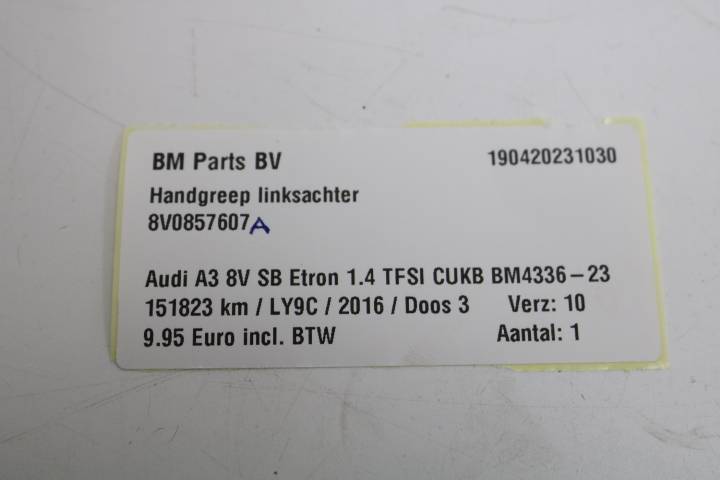 BM Parts BV 190420231030
Handgreep linksachter
8V0857607A
Audi A3 8V SB Etron 1.4 TFSI CUKB BM4336-23
151823 km / LY9C / 2016 / Doos 3 Verz: 10
9.95 Euro incl. BTW Aantal: 1